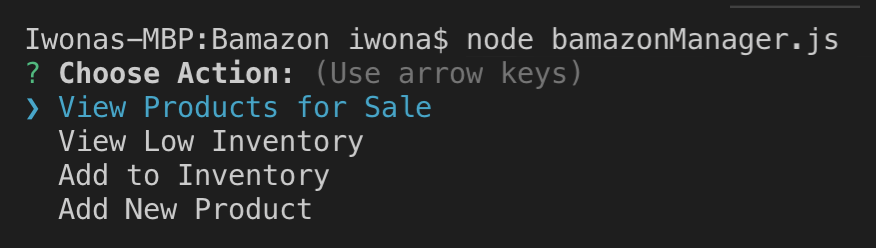 Iwonas-MBP:Bamazon iwona$ node bamazonManager.js
? Choose Action: (Use arrow keys)
❯ View Products for Sale
View Low Inventory
Add to Inventory
Add New Product